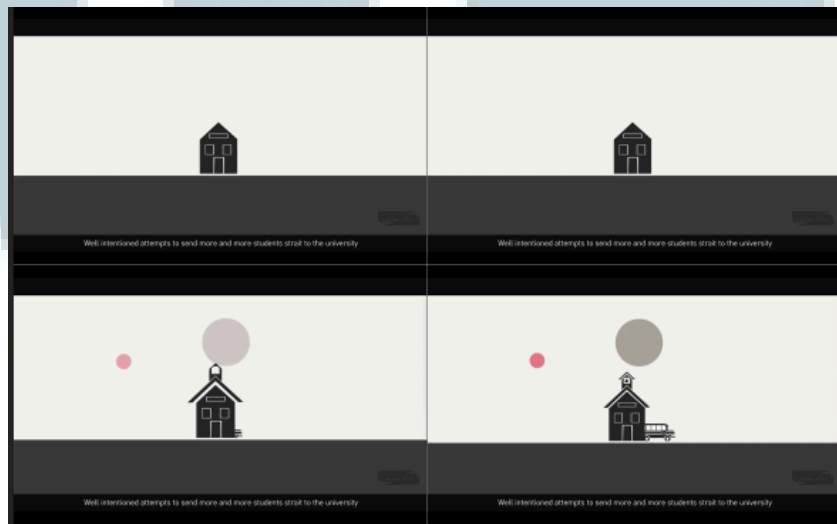 Well intentioned attempts to send more and more students strait to the university
Well intentioned attempts to send more and more students strait to the university
Well intentioned attempts to send more and more students strait to the university
Well intentioned attempts to send more and more students strait to the university